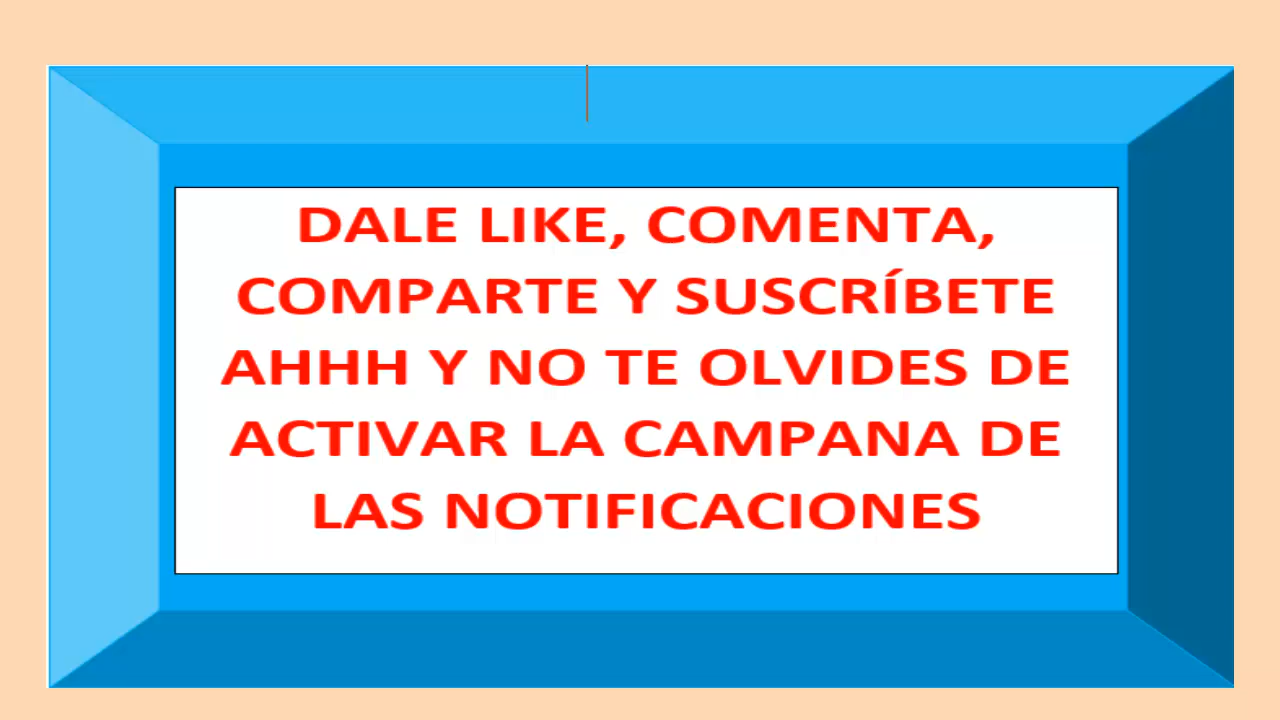 DALE LIKE, COMENTA,
COMPARTE Y SUSCRÍBETE
AHHH Y NO TE OLVIDES DE
ACTIVAR LA CAMPANA DE
LAS NOTIFICACIONES